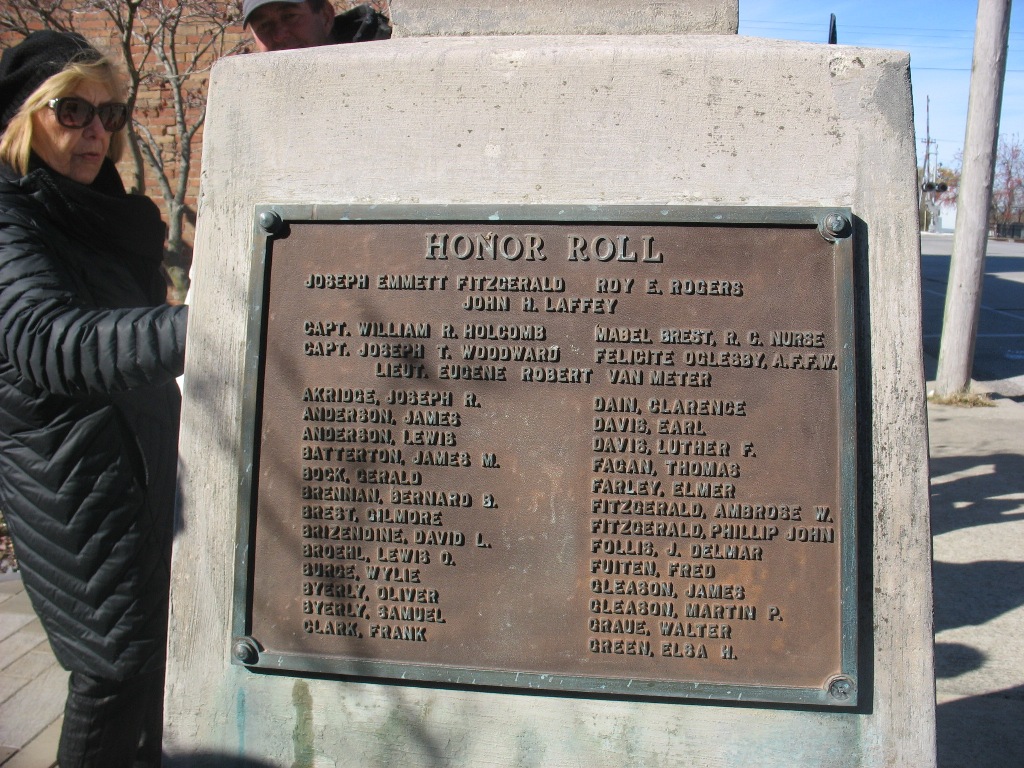 HONOR ROLL
JOSEPH EMMETT FITZGERALD ROY E. ROGERS
JOHN H. LAFFEY
CAPT. WILLIAM R. HOLCOMB
CAPT. JOSEPH T. WOODWARD
MABEL BREST, R. C. NURSE
FELICITE OGLESBY, A.F.F.W.
LIEUT. EUGENE ROBERT VAN METER
AKRIDGE, JOSEPH R.
ANDERSON, JAMES
ANDERSON, LEWIS
BATTERTON, JAMES M.
BOCK, GERALD
BRENNAN, BERNARD B.
BREST, GILMORE
BRIZENDINE, DAVID L.
BROEHL, LEWIS O.
BURGE, WYLIE
BYERLY, OLIVER
BYERLY, SAMUEL
CLARK, FRANK
DAIN, CLARENCE
DAVIS, EARL
DAVIS, LUTHER F.
FAGAN, THOMAS
FARLEY, ELMER
FITZGERALD, AMBROSE W.
FITZGERALD, PHILLIP JOHN
FOLLIS, J. DELMAR
FUITEN, FRED
GLEASON, JAMES
GLEASON, MARTIN P.
GRAUE, WALTER
GREEN, ELSA H.